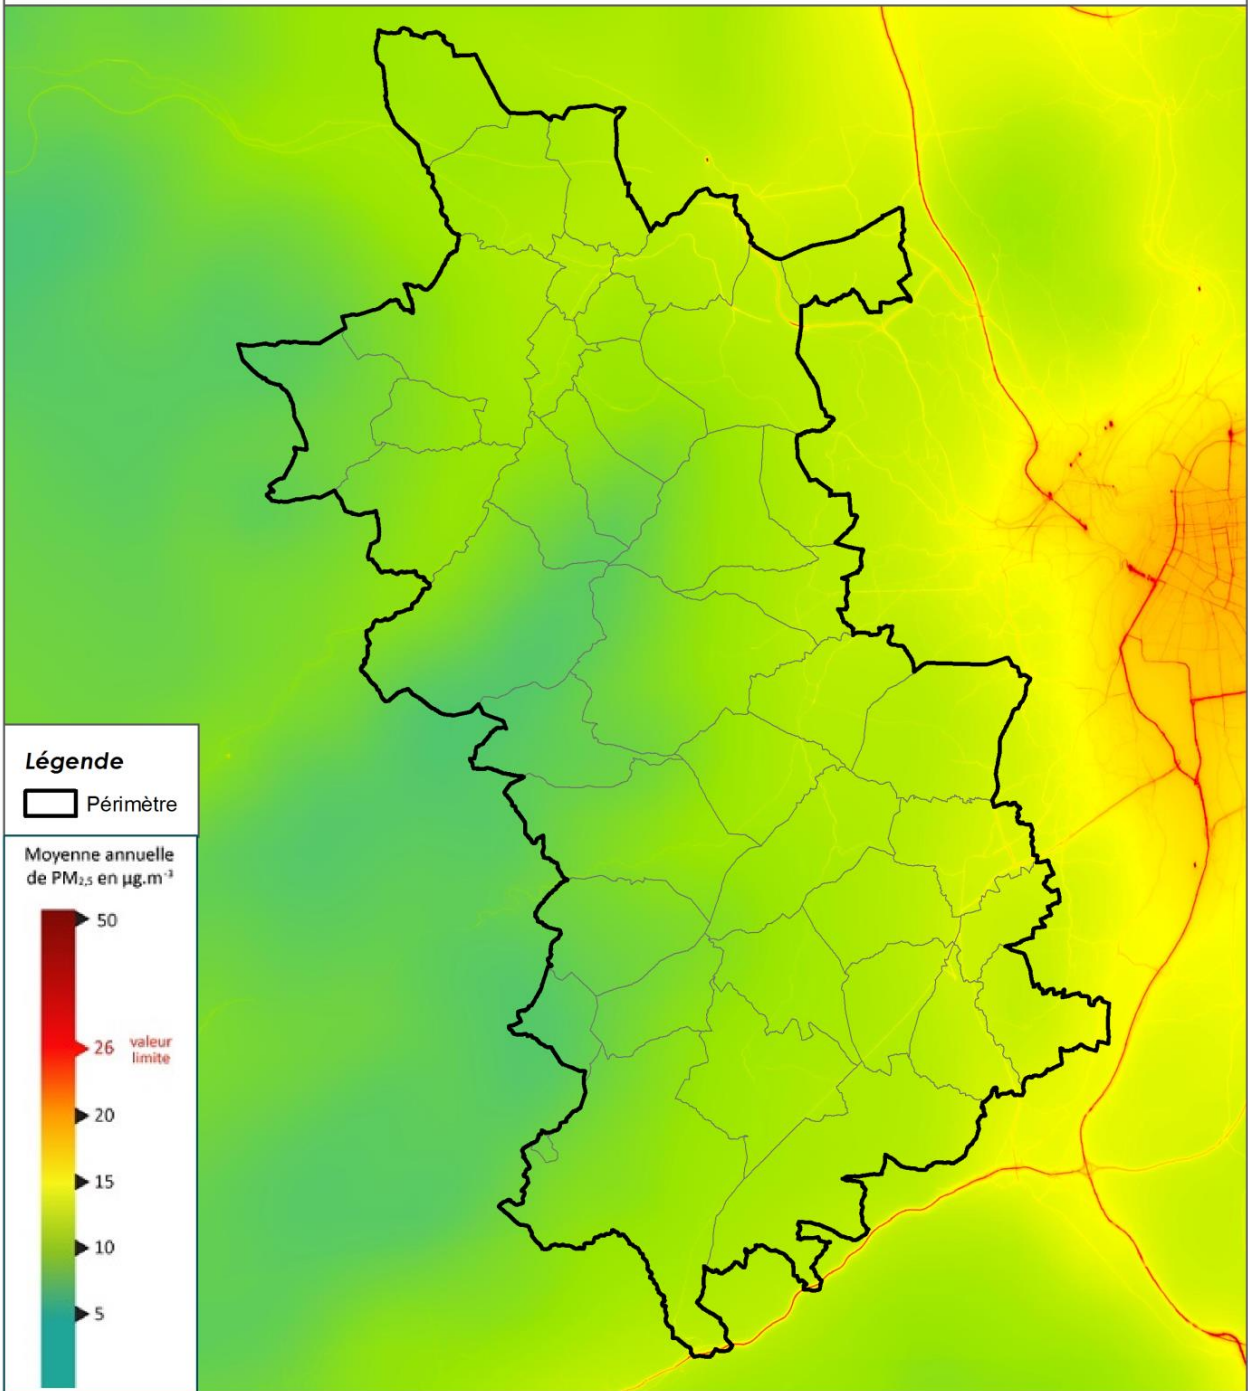 Légende
Périmètre
Moyenne annuelle
de PM₂,₅ en µg.m⁻³
50
26 valeur
limite
20
15
10
5